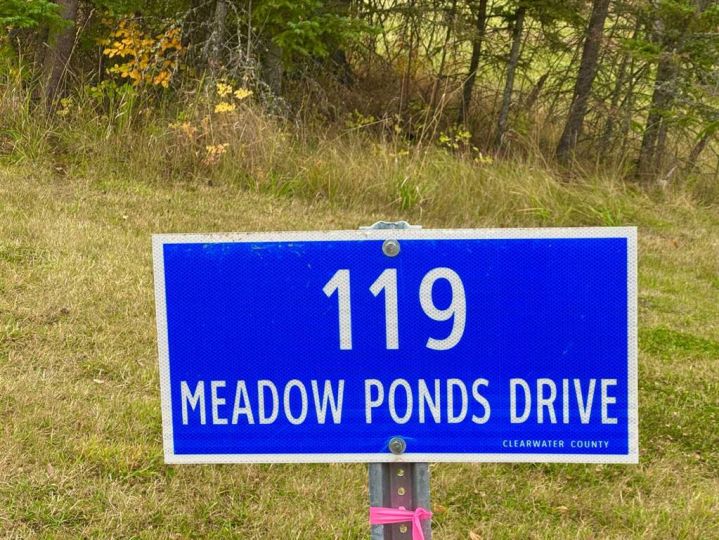 119
MEADOW PONDS DRIVE
CLEARWATER COUNTY